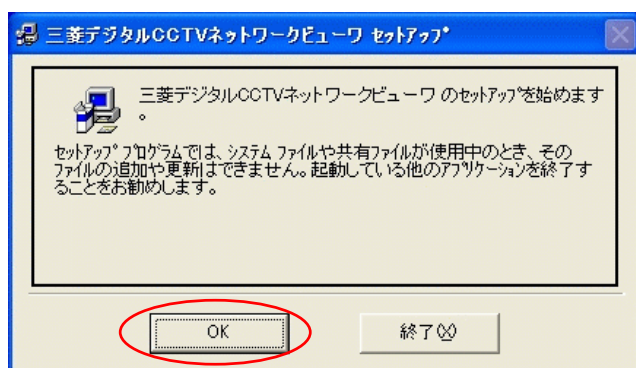 三菱デジタルCCTVネットワークビューワ ｾｯﾄｱｯﾌﾟ
三菱デジタルCCTVネットワークビューワ のｾｯﾄｱｯﾌﾟを始めます
。
ｾｯﾄｱｯﾌﾟ ﾌﾟﾛｸﾞﾗﾑでは、ｼｽﾃﾑ ﾌｧｲﾙや共有ﾌｧｲﾙが使用中のとき、その
ﾌｧｲﾙの追加や更新はできません。起動している他のｱﾌﾟﾘｹｰｼｮﾝを終了す
ることをお勧めします。
OK
終了(X)